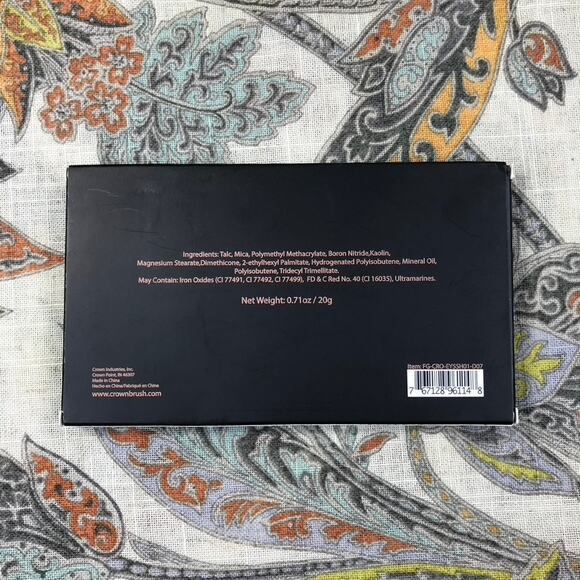 Ingredients: Talc, Mica, Polymethyl Methacrylate, Boron Nitride,Kaolin,
Magnesium Stearate,Dimethicone, 2-ethylhexyl Palmitate, Hydrogenated Polyisobutene, Mineral Oil,
Polyisobutene, Tridecyl Trimellitate.
May Contain: Iron Oxides (CI 77491, CI 77492, CI 77499), FD & C Red No. 40 (CI 16035), Ultramarines.
Net Weight: 0.71oz / 20g
Crown Industries, Inc.
Crown Point, IN 46307
Made in China
Hecho en China/Fabriqué en China
www.crownbrush.com
Item: FG-CRO-EYSSH01-D07
7 67128 96114 8